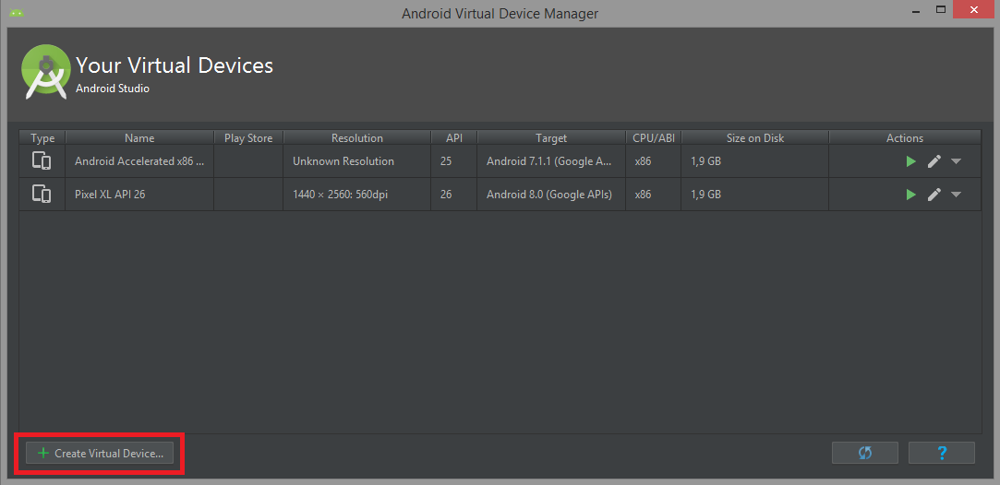 Android Virtual Device Manager
Your Virtual Devices
Android Studio
Type Name Play Store Resolution API Target CPU/ABI Size on Disk Actions
Android Accelerated x86 ... Unknown Resolution 25 Android 7.1.1 (Google A... x86 1,9 GB
Pixel XL API 26 1440 × 2560: 560dpi 26 Android 8.0 (Google APIs) x86 1,9 GB
+ Create Virtual Device... ?